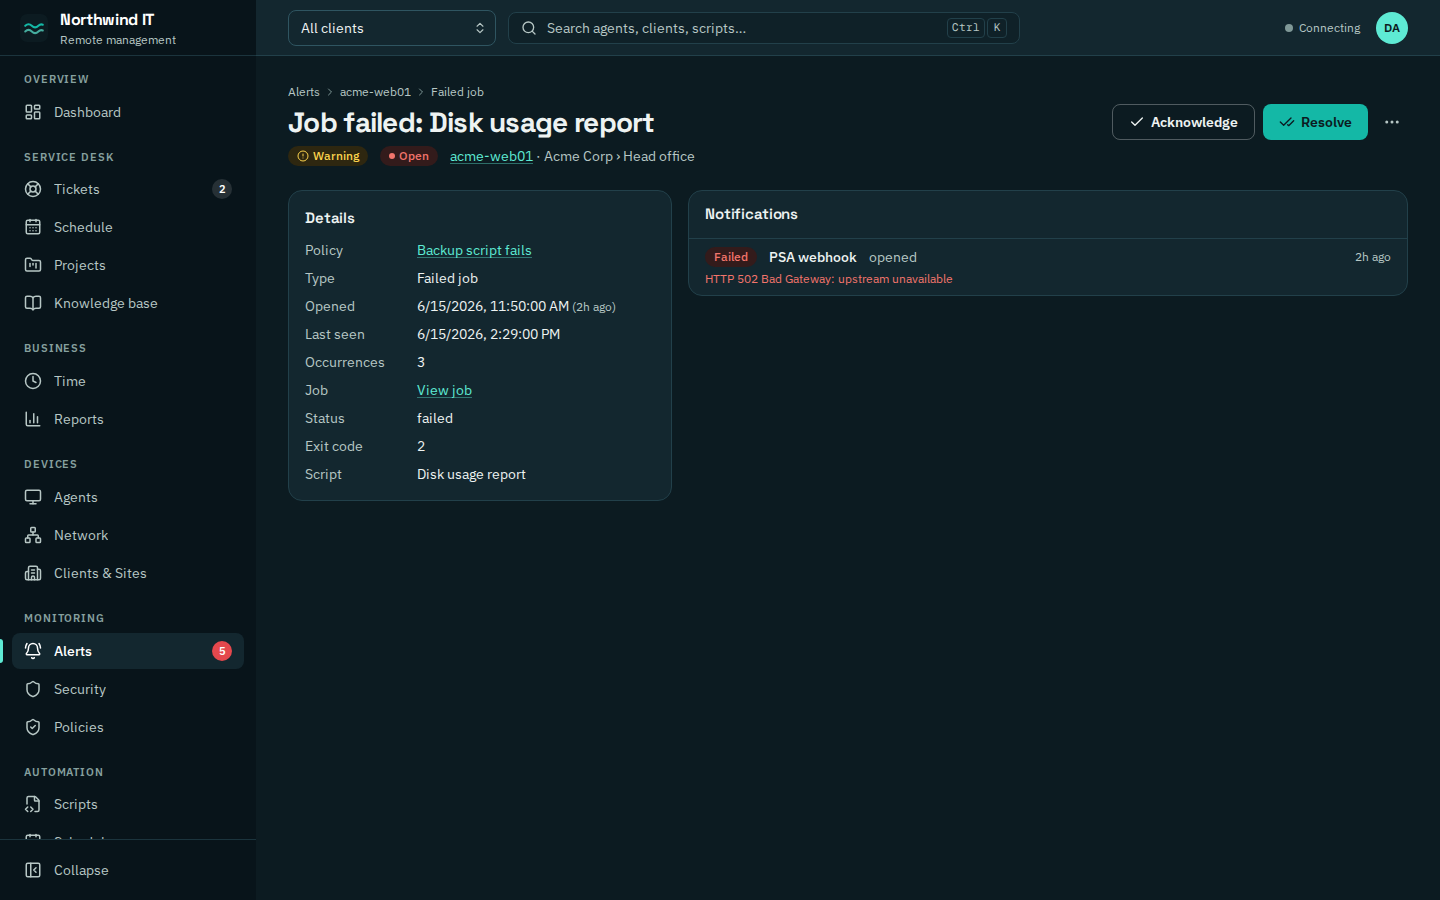 Northwind IT
Remote management
All clients
Search agents, clients, scripts...
Ctrl K
Connecting
DA
OVERVIEW
Dashboard
SERVICE DESK
Tickets 2
Schedule
Projects
Knowledge base
BUSINESS
Time
Reports
DEVICES
Agents
Network
Clients & Sites
MONITORING
Alerts 5
Security
Policies
AUTOMATION
Scripts
Collapse
Alerts > acme-web01 > Failed job
Job failed: Disk usage report
Warning Open acme-web01 · Acme Corp › Head office
Acknowledge
Resolve
Details
Policy Backup script fails
Type Failed job
Opened 6/15/2026, 11:50:00 AM (2h ago)
Last seen 6/15/2026, 2:29:00 PM
Occurrences 3
Job View job
Status failed
Exit code 2
Script Disk usage report
Notifications
Failed PSA webhook opened 2h ago
HTTP 502 Bad Gateway: upstream unavailable